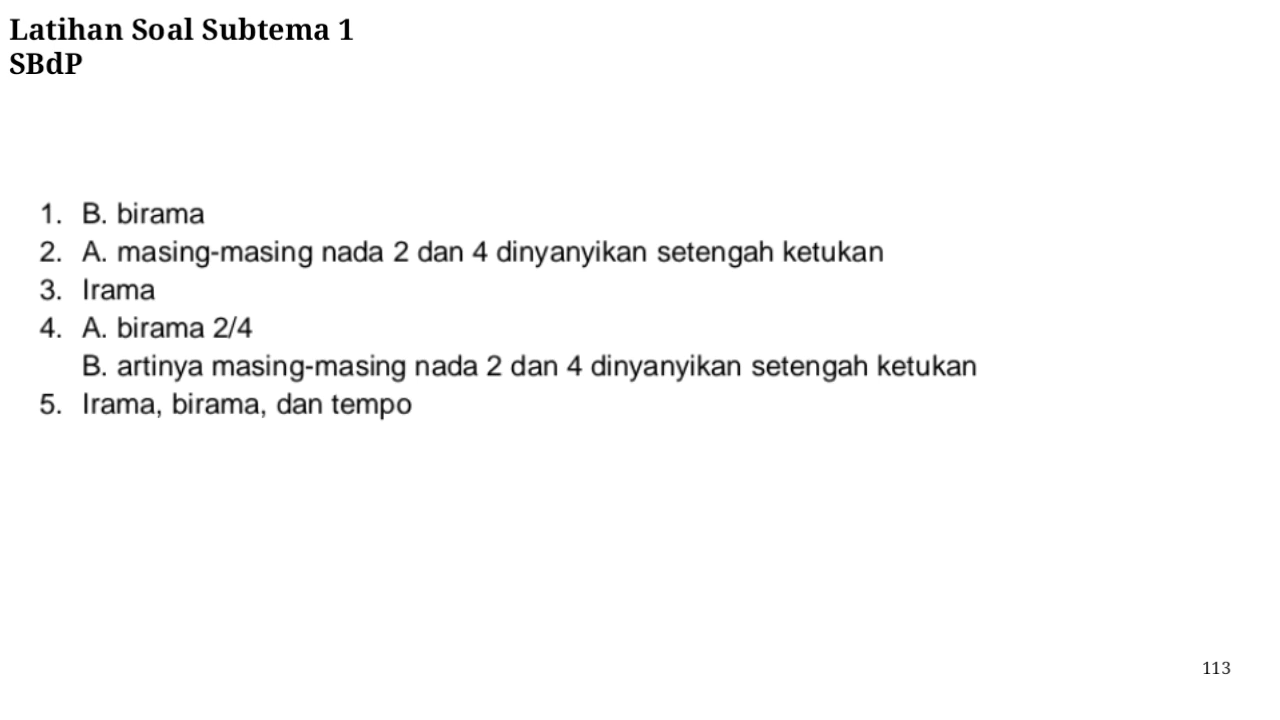 Latihan Soal Subtema 1
SBdP
1. B. birama
2. A. masing-masing nada 2 dan 4 dinyanyikan setengah ketukan
3. Irama
4. A. birama 2/4
B. artinya masing-masing nada 2 dan 4 dinyanyikan setengah ketukan
5. Irama, birama, dan tempo
113